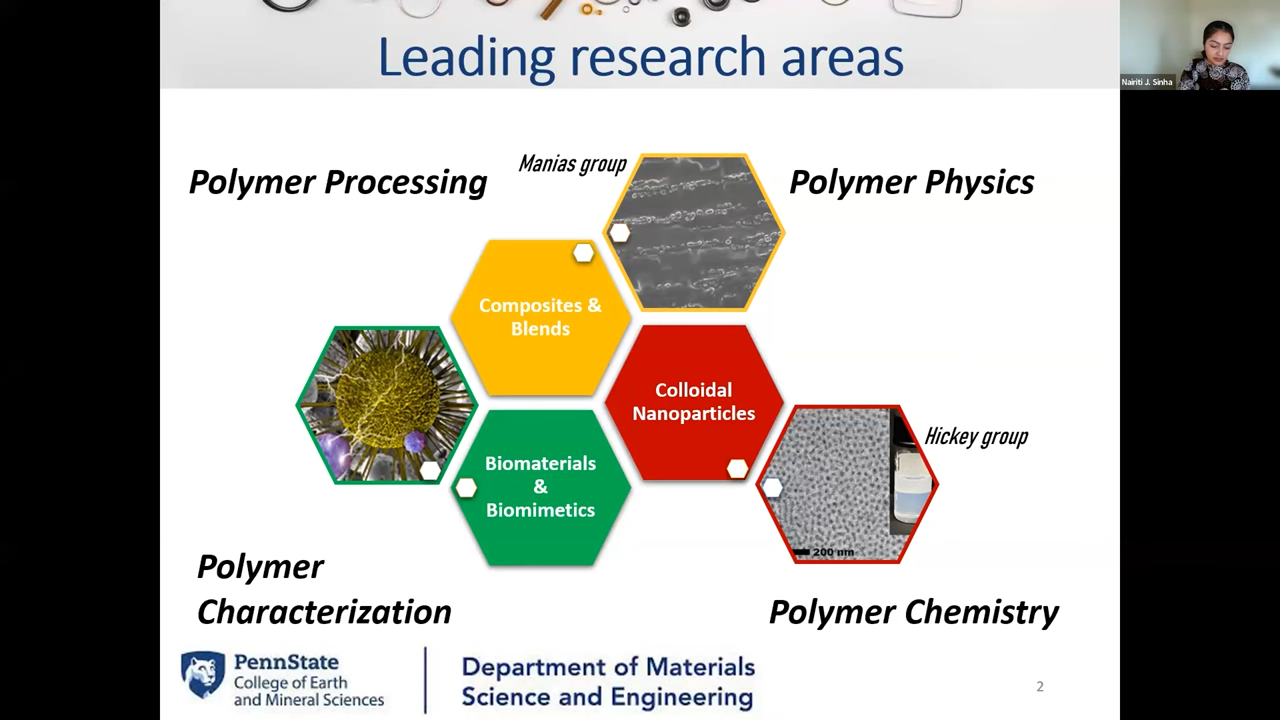 Leading research areas
Nairiti J. Sinha
Polymer Processing
Manias group
Polymer Physics
Composites &
Blends
Colloidal
Nanoparticles
Hickey group
Biomaterials
&
Biomimetics
200 nm
Polymer
Characterization
Polymer Chemistry
PennState
College of Earth
and Mineral Sciences
Department of Materials
Science and Engineering
2